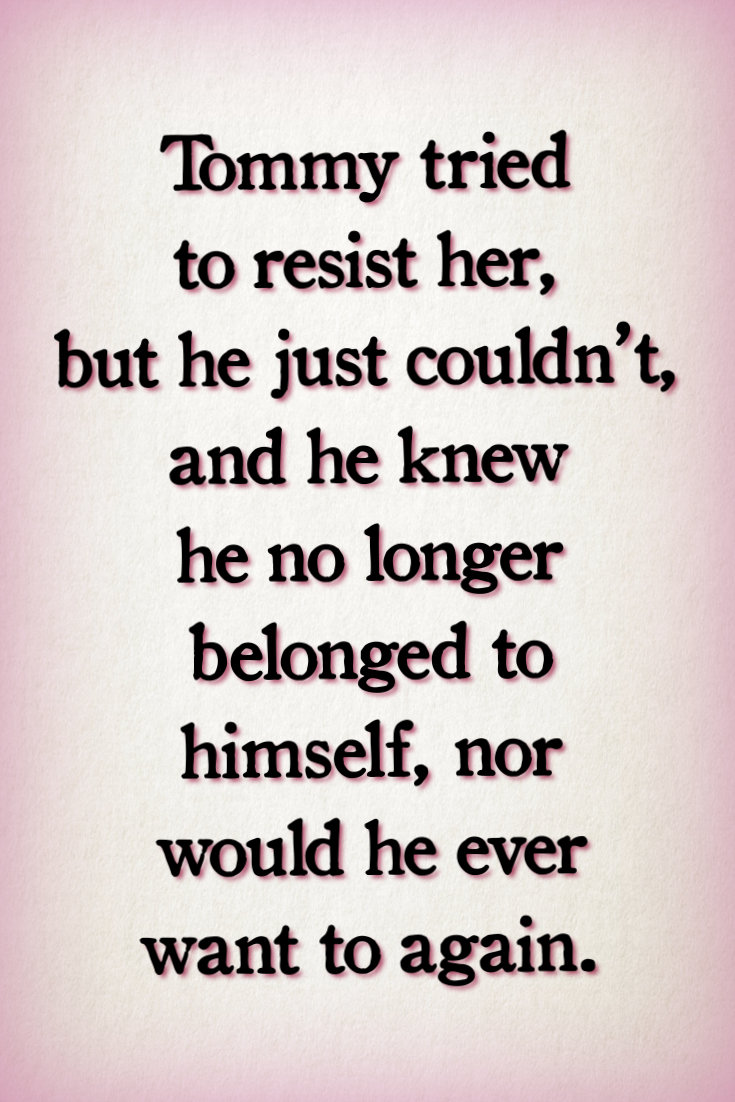 Tommy tried
to resist her,
but he just couldn’t,
and he knew
he no longer
belonged to
himself, nor
would he ever
want to again.